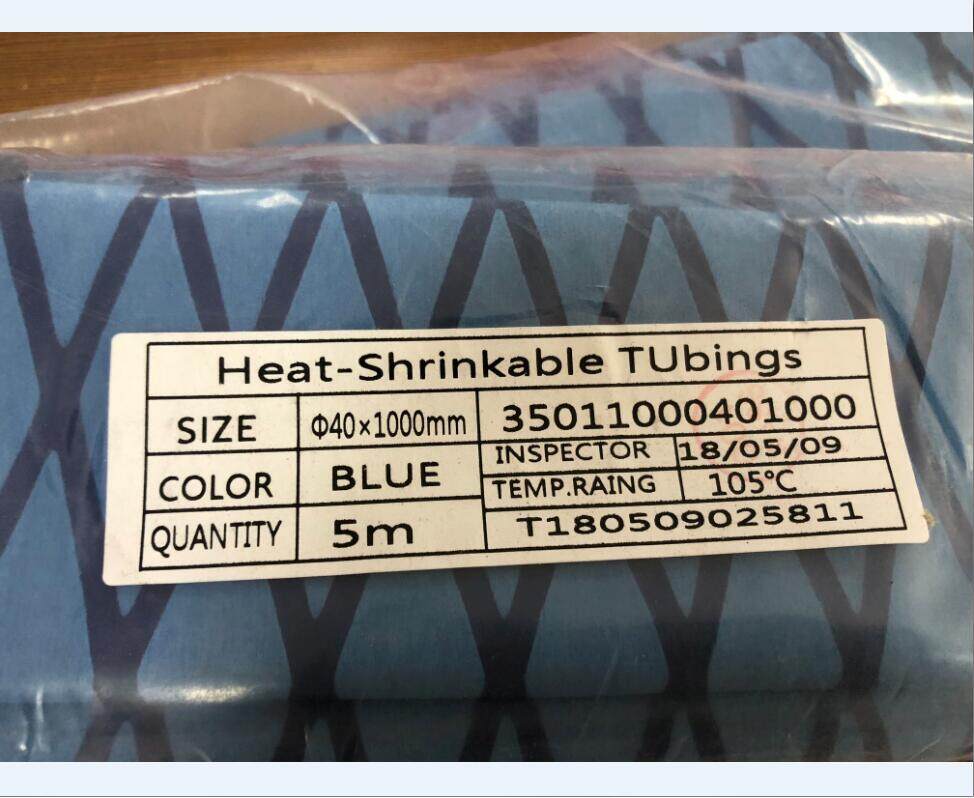 Heat-Shrinkable TUbings
SIZE Φ40×1000mm 35011000401000
INSPECTOR 18/05/09
COLOR BLUE
TEMP.RAING 105℃
QUANTITY 5m T180509025811